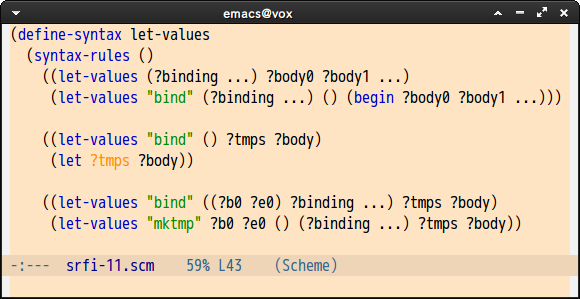 emacs@vox
(define-syntax let-values
  (syntax-rules ()
    ((let-values (?binding ...) ?body0 ?body1 ...)
     (let-values "bind" (?binding ...) () (begin ?body0 ?body1 ...)))

    ((let-values "bind" () ?tmps ?body)
     (let ?tmps ?body))

    ((let-values "bind" ((?b0 ?e0) ?binding ...) ?tmps ?body)
     (let-values "mktmp" ?b0 ?e0 () (?binding ...) ?tmps ?body))

-:---  srfi-11.scm    59% L43    (Scheme)